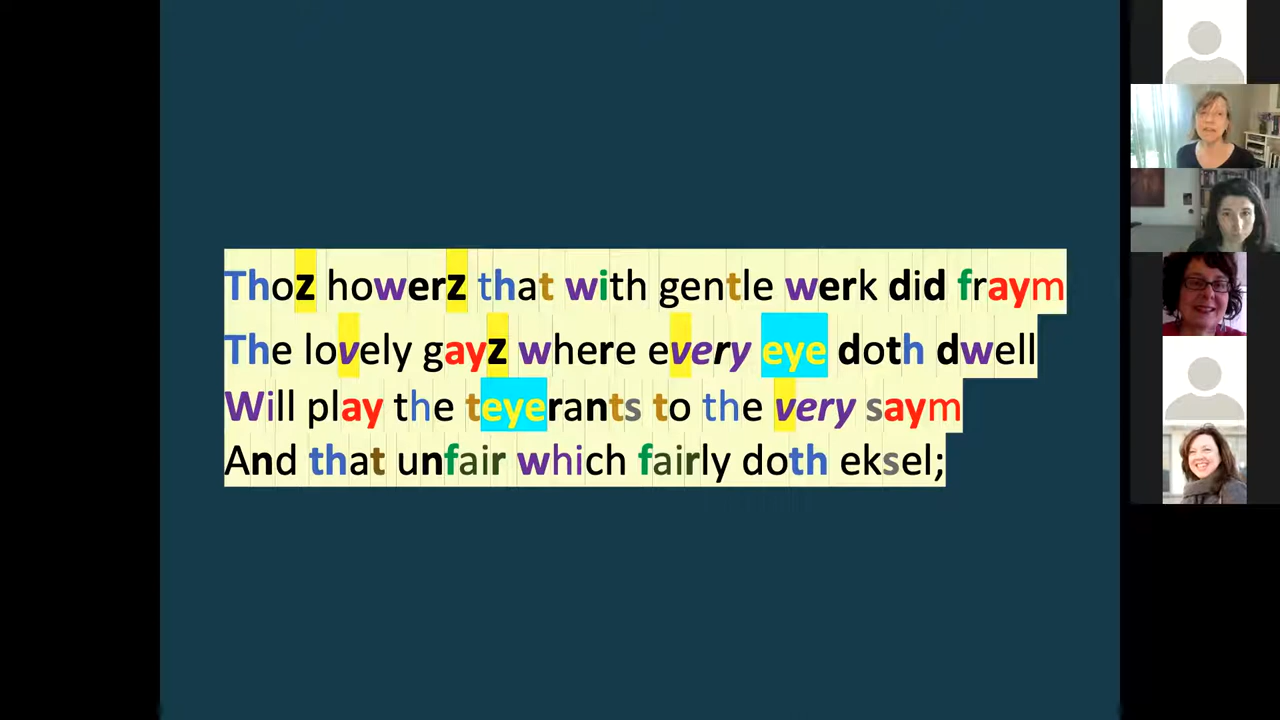 Thoz howerz that with gentle werk did fraym
The lovely gayz where every eye doth dwell
Will play the teyerants to the very saym
And that unfair which fairly doth eksel;